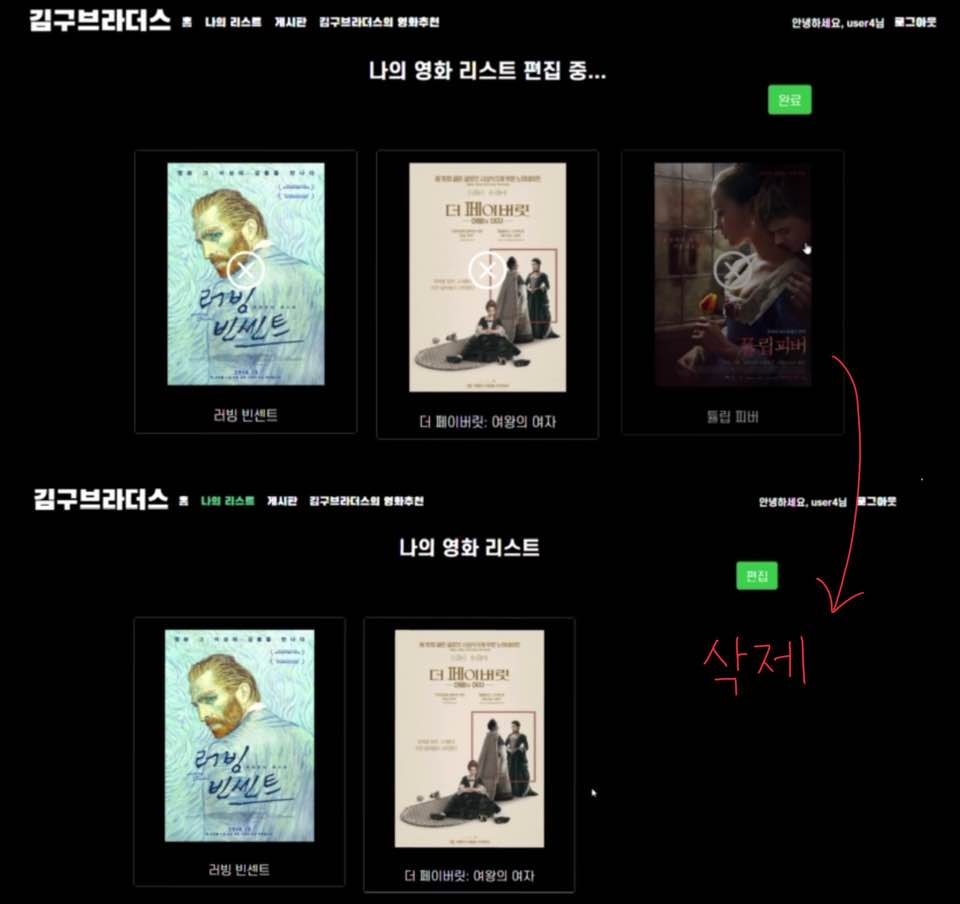 김구브라더스 홈 나의 리스트 게시판 김구브라더스의 영화추천 안녕하세요, user4님 로그아웃
나의 영화 리스트 편집 중...
완료
러빙
빈센트
더 페이버릿
여왕의 여자
튤립피버
러빙 빈센트
더 페이버릿: 여왕의 여자
튤립 피버
김구브라더스 홈 나의 리스트 게시판 김구브라더스의 영화추천 안녕하세요, user4님 로그아웃
나의 영화 리스트
편집
삭제
러빙
빈센트
더 페이버릿
여왕의 여자
러빙 빈센트
더 페이버릿: 여왕의 여자